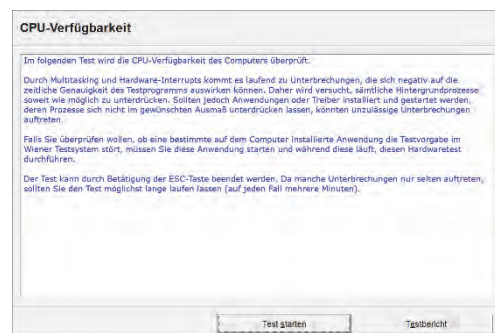 CPU-Verfügbarkeit
Im folgenden Test wird die CPU-Verfügbarkeit des Computers überprüft.
Durch Multitasking und Hardware-Interrupts kommt es laufend zu Unterbrechungen, die sich negativ auf die
zeitliche Genauigkeit des Testprogramms auswirken können. Daher wird versucht, sämtliche Hintergrundprozesse
soweit wie möglich zu unterdrücken. Sollten jedoch Anwendungen oder Treiber installiert und gestartet werden,
deren Prozesse sich nicht im gewünschten Ausmaß unterdrücken lassen, könnten unzulässige Unterbrechungen
auftreten.
Falls Sie überprüfen wollen, ob eine bestimmte auf dem Computer installierte Anwendung die Testvorgabe im
Wiener Testsystem stört, müssen Sie diese Anwendung starten und während diese läuft, diesen Hardwaretest
durchführen.
Der Test kann durch Betätigung der ESC-Taste beendet werden. Da manche Unterbrechungen nur selten auftreten,
sollten Sie den Test möglichst lange laufen lassen (auf jeden Fall mehrere Minuten).
Test starten
Testbericht